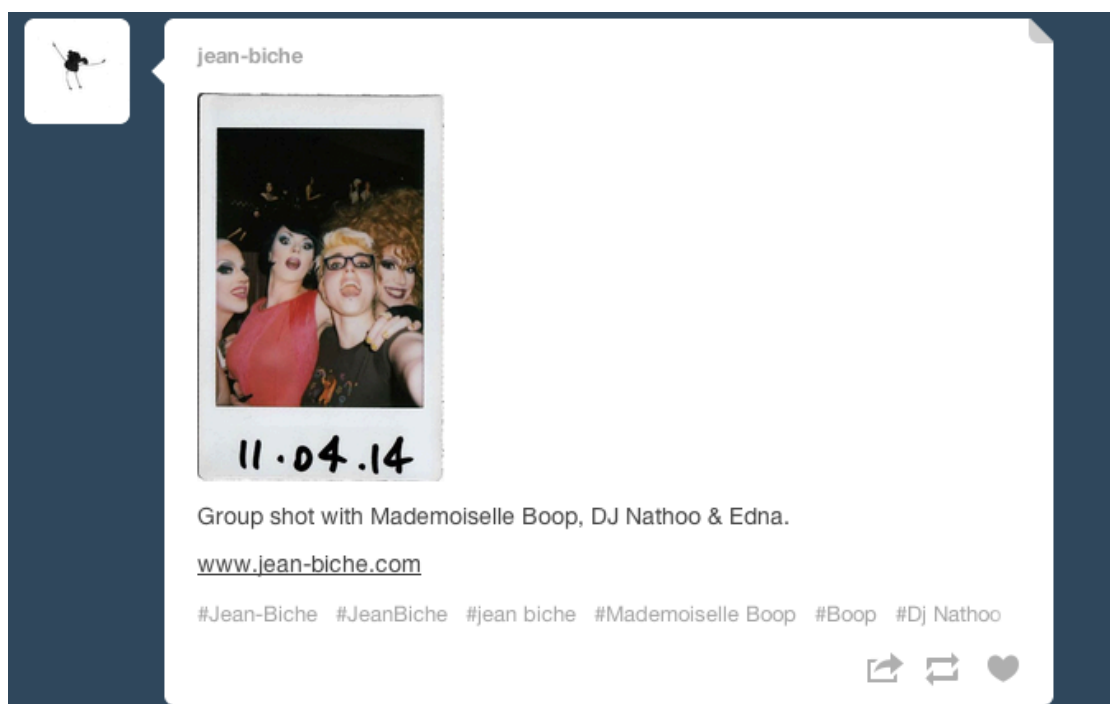 jean-biche
11.04.14
Group shot with Mademoiselle Boop, DJ Nathoo & Edna.
www.jean-biche.com
#Jean-Biche #JeanBiche #jean biche #Mademoiselle Boop #Boop #Dj Nathoo